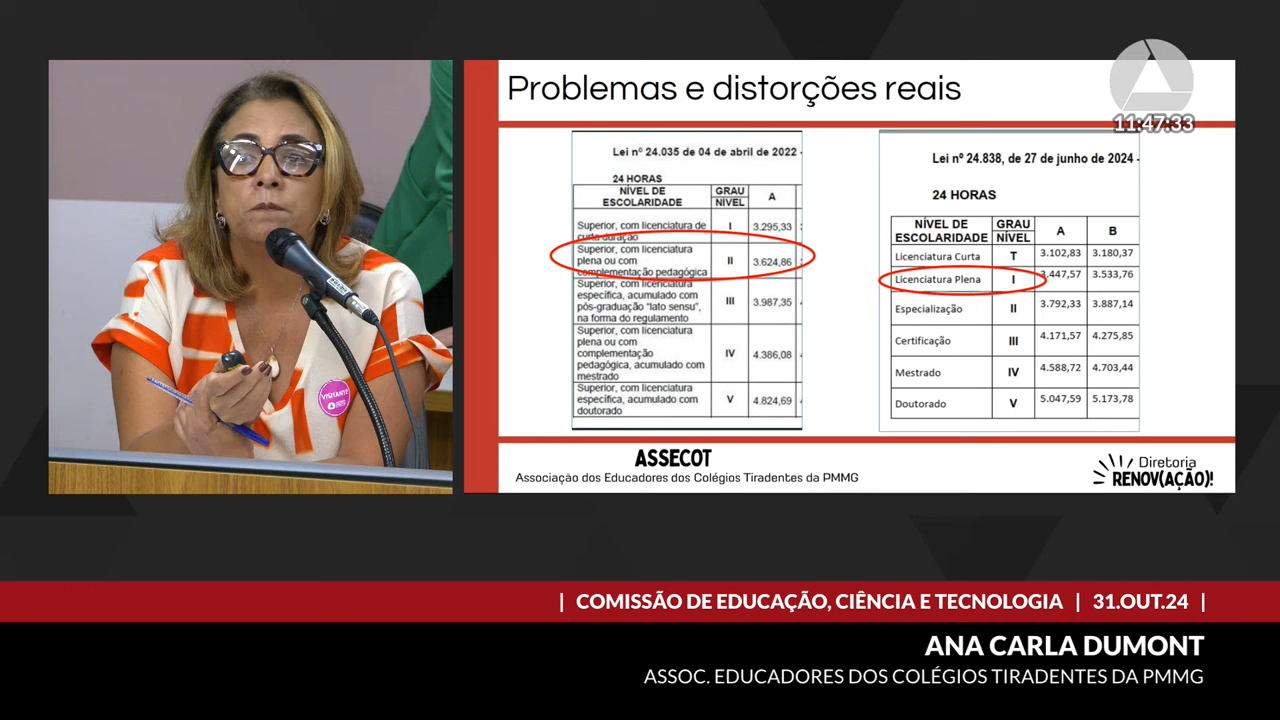 Problemas e distorções reais
11:47:33
Lei nº 24.035 de 04 de abril de 2022 -
24 HORAS
NÍVEL DE ESCOLARIDADE GRAU NÍVEL A
Superior, com licenciatura de curta duração I 3.295,33
Superior, com licenciatura plena ou com complementação pedagógica II 3.624,86
Superior, com licenciatura específica, acumulado com pós-graduação "lato sensu", na forma do regulamento III 3.987,35
Superior, com licenciatura plena ou com complementação pedagógica, acumulado com mestrado IV 4.386,08
Superior, com licenciatura específica, acumulado com doutorado V 4.824,69
Lei nº 24.838, de 27 de junho de 2024 -
24 HORAS
NÍVEL DE ESCOLARIDADE GRAU NÍVEL A B
Licenciatura Curta T 3.102,83 3.180,37
Licenciatura Plena I 3.447,57 3.533,76
Especialização II 3.792,33 3.887,14
Certificação III 4.171,57 4.275,85
Mestrado IV 4.588,72 4.703,44
Doutorado V 5.047,59 5.173,78
ASSECOT
Associação dos Educadores dos Colégios Tiradentes da PMMG
Diretoria
RENOV(AÇÃO)!
VISITANTE
| COMISSÃO DE EDUCAÇÃO, CIÊNCIA E TECNOLOGIA | 31.OUT.24 |
ANA CARLA DUMONT
ASSOC. EDUCADORES DOS COLÉGIOS TIRADENTES DA PMMG